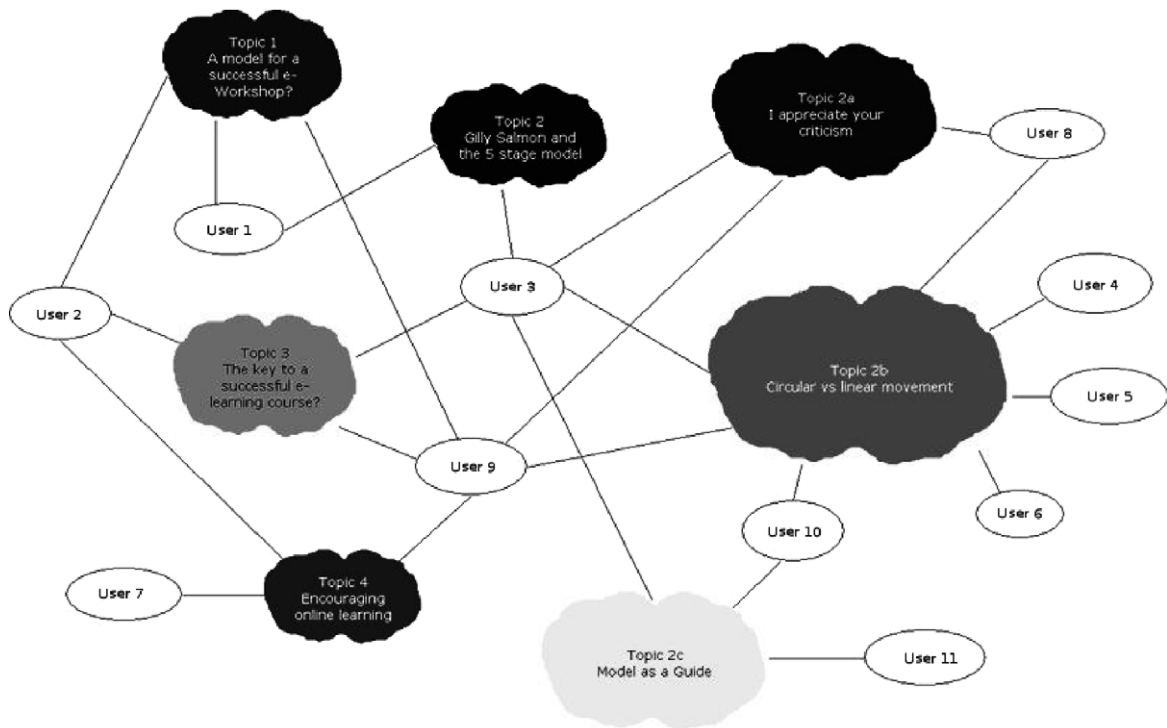 Topic 1
A model for a
successful e-
Workshop?
Topic 2
Gilly Salmon and
the 5 stage model
Topic 2a
I appreciate your
criticism
User 8
User 1
User 3
User 4
User 2
Topic 3
The key to a
successful e-
learning course?
Topic 2b
Circular vs linear movement
User 5
User 9
User 6
User 10
Topic 4
Encouraging
online learning
User 7
Topic 2c
Model as a Guide
User 11